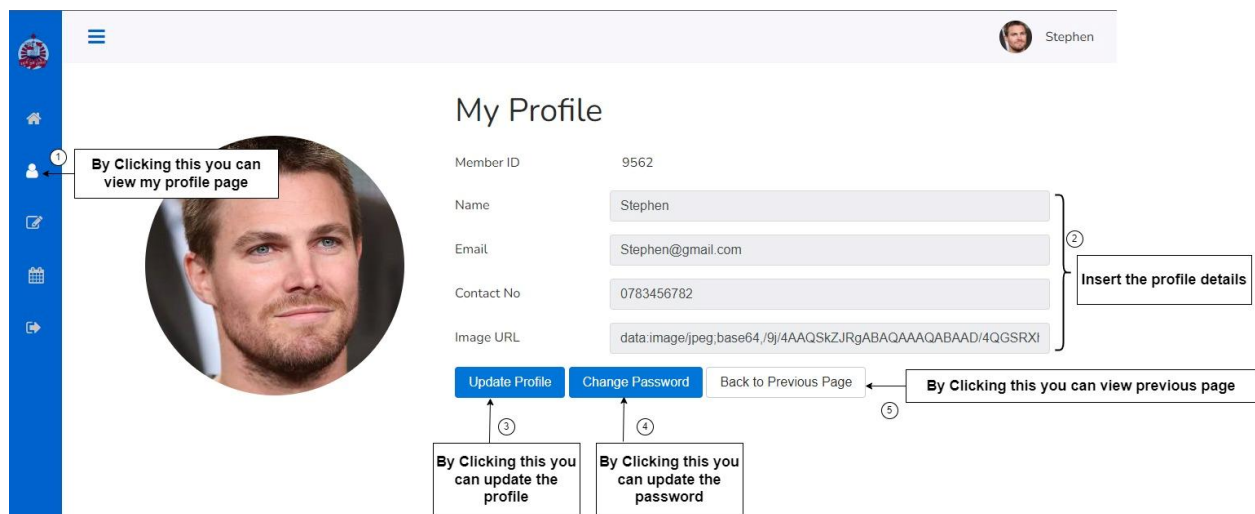 Stephen
My Profile
Member ID
9562
1
By Clicking this you can
view my profile page
Name
Stephen
Email
Stephen@gmail.com
2
Insert the profile details
Contact No
0783456782
Image URL
data:image/jpeg;base64,/9j/4AAQSkZJRgABAQAAAQABAAD/4QGSRXI
Update Profile
Change Password
Back to Previous Page
By Clicking this you can view previous page
5
3
4
By Clicking this you
can update the
profile
By Clicking this you
can update the
password